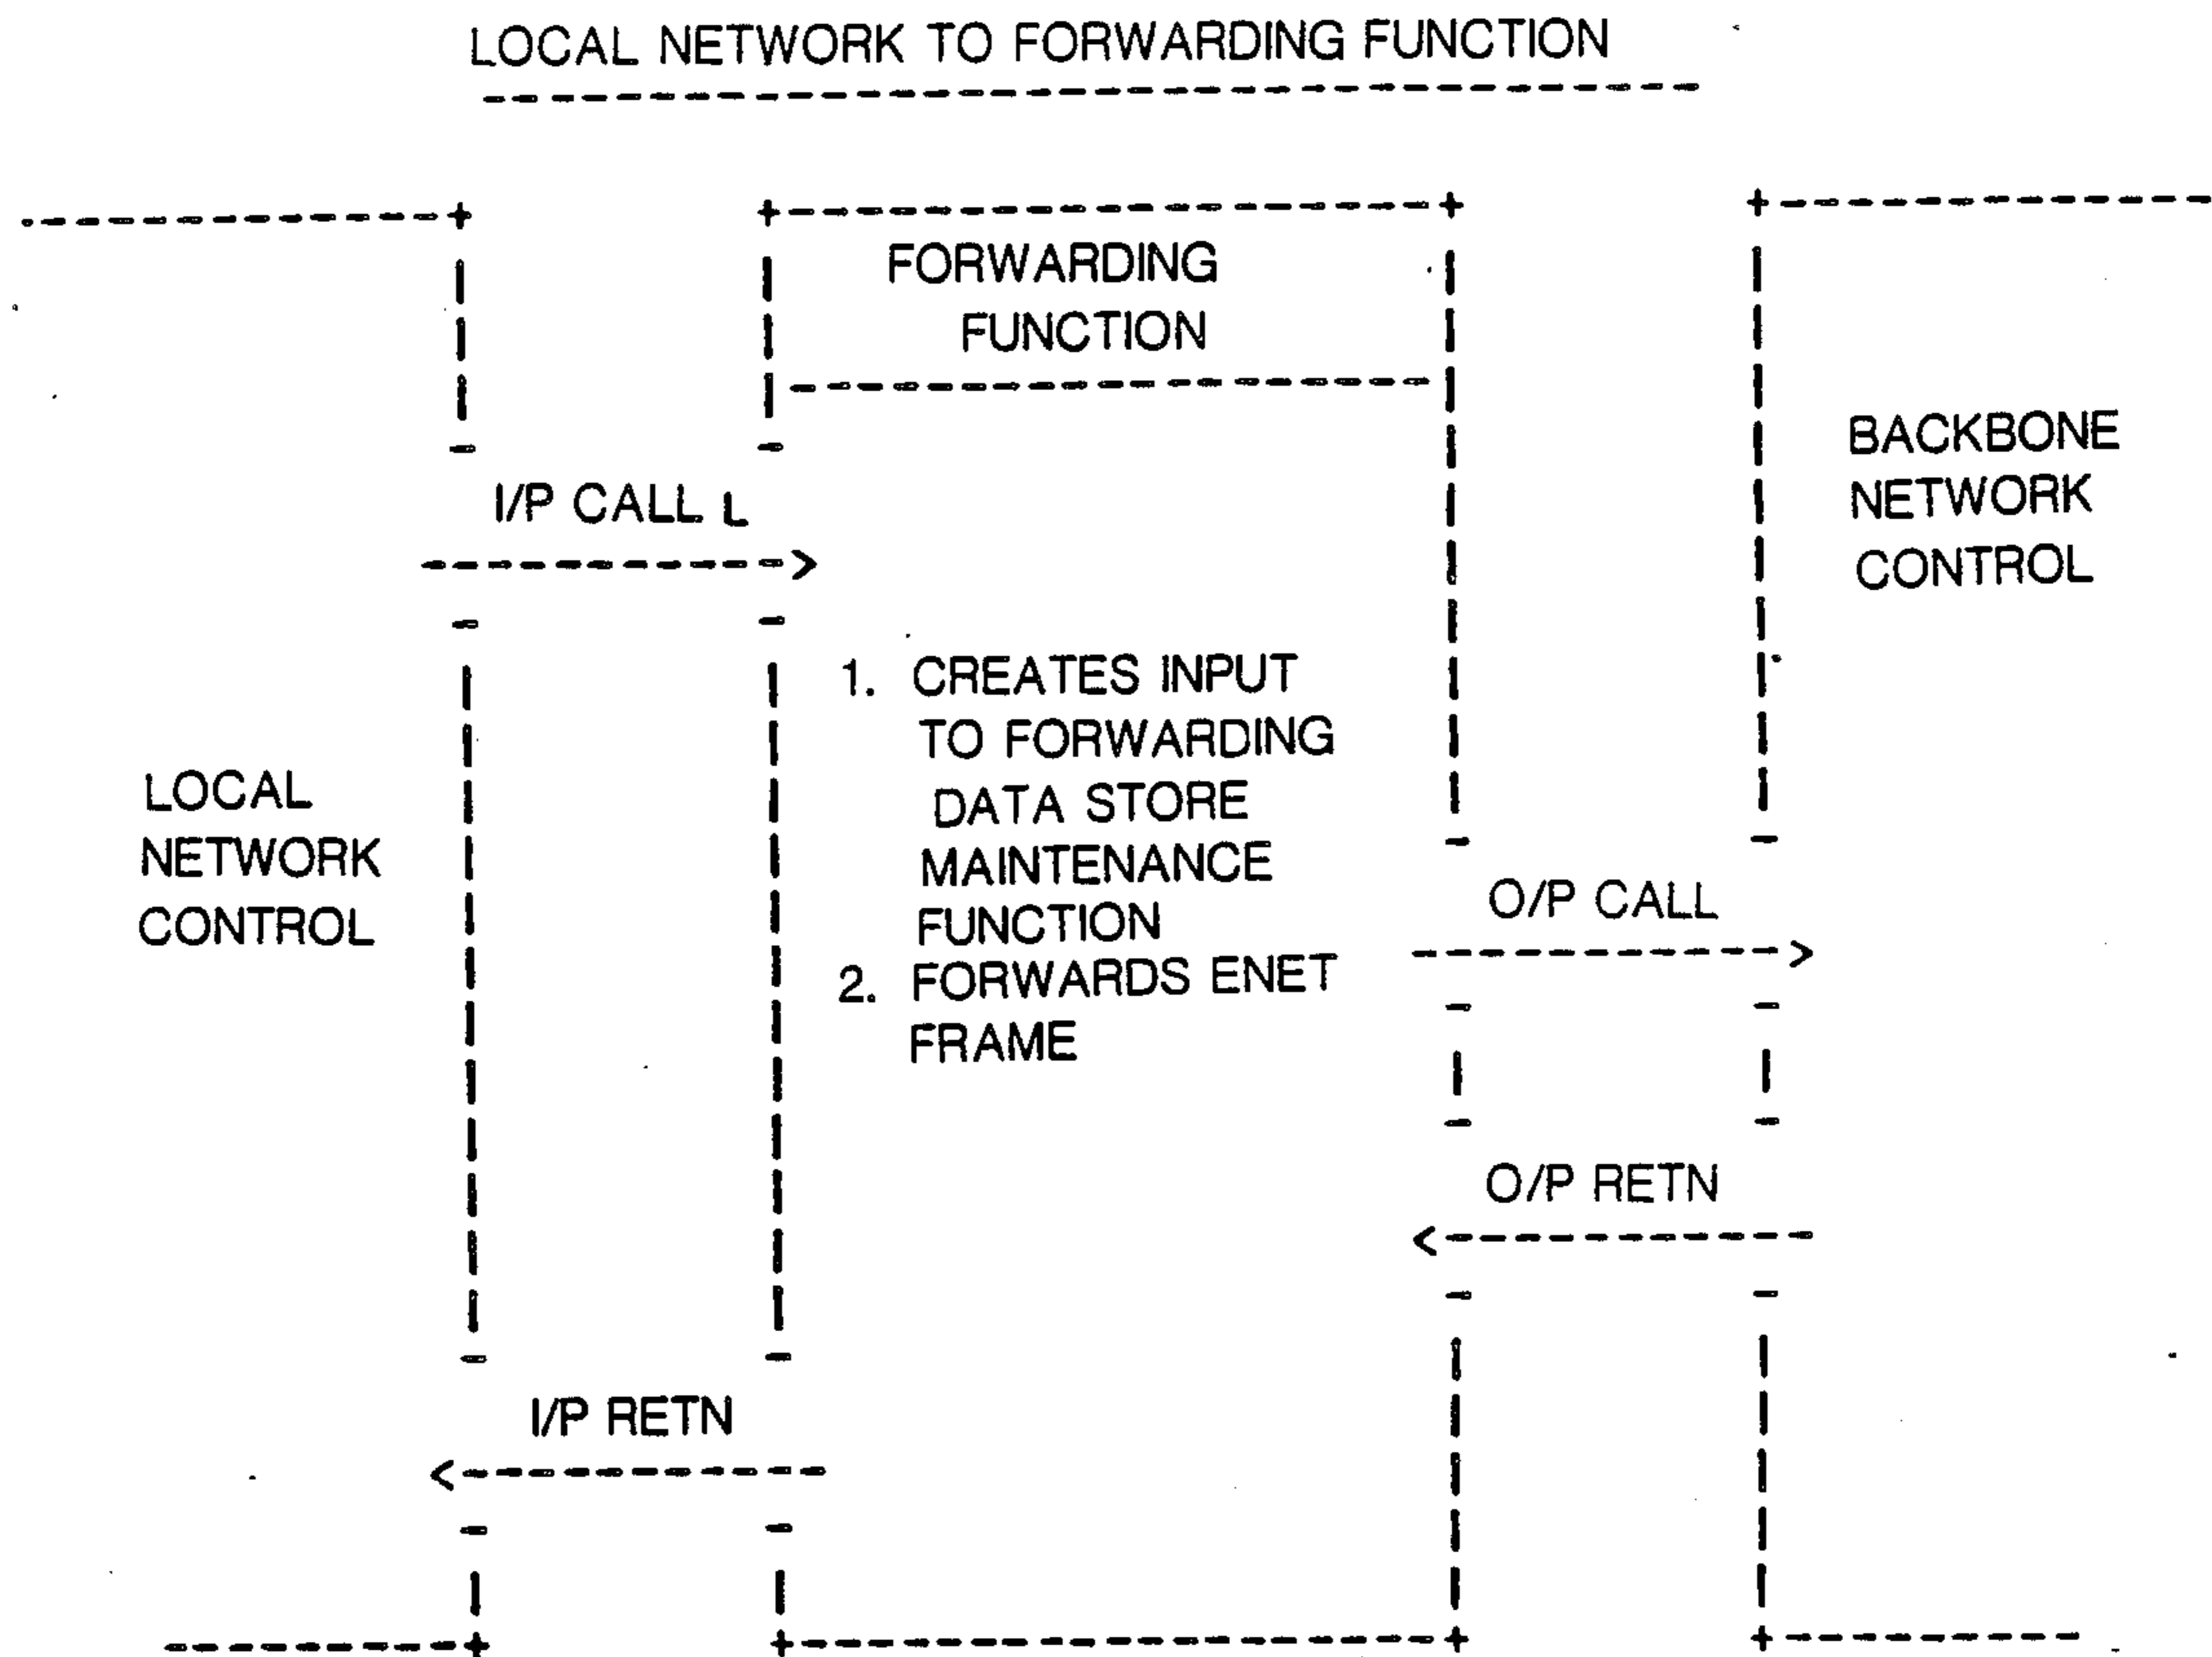 LOCAL NETWORK TO FORWARDING FUNCTION
FORWARDING
FUNCTION
BACKBONE
NETWORK
CONTROL
I/P CALL L
1. CREATES INPUT
TO FORWARDING
DATA STORE
MAINTENANCE
FUNCTION
2. FORWARDS ENET
FRAME
LOCAL
NETWORK
CONTROL
O/P CALL
O/P RETN
I/P RETN